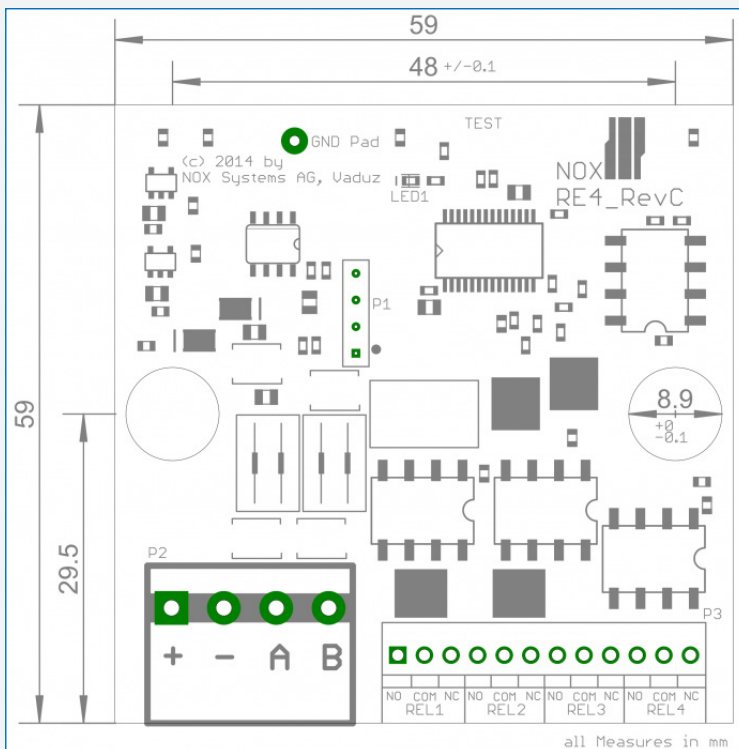 59
48 +/-0.1
TEST
GND Pad
(c) 2014 by
NOX Systems AG, Vaduz
LED1
NOX
RE4_RevC
P1
59
8.9
+0
-0.1
29.5
P2
+ - A B
P3
NO COM NC NO COM NC NO COM NC NO COM NC
REL1 REL2 REL3 REL4
all Measures in mm